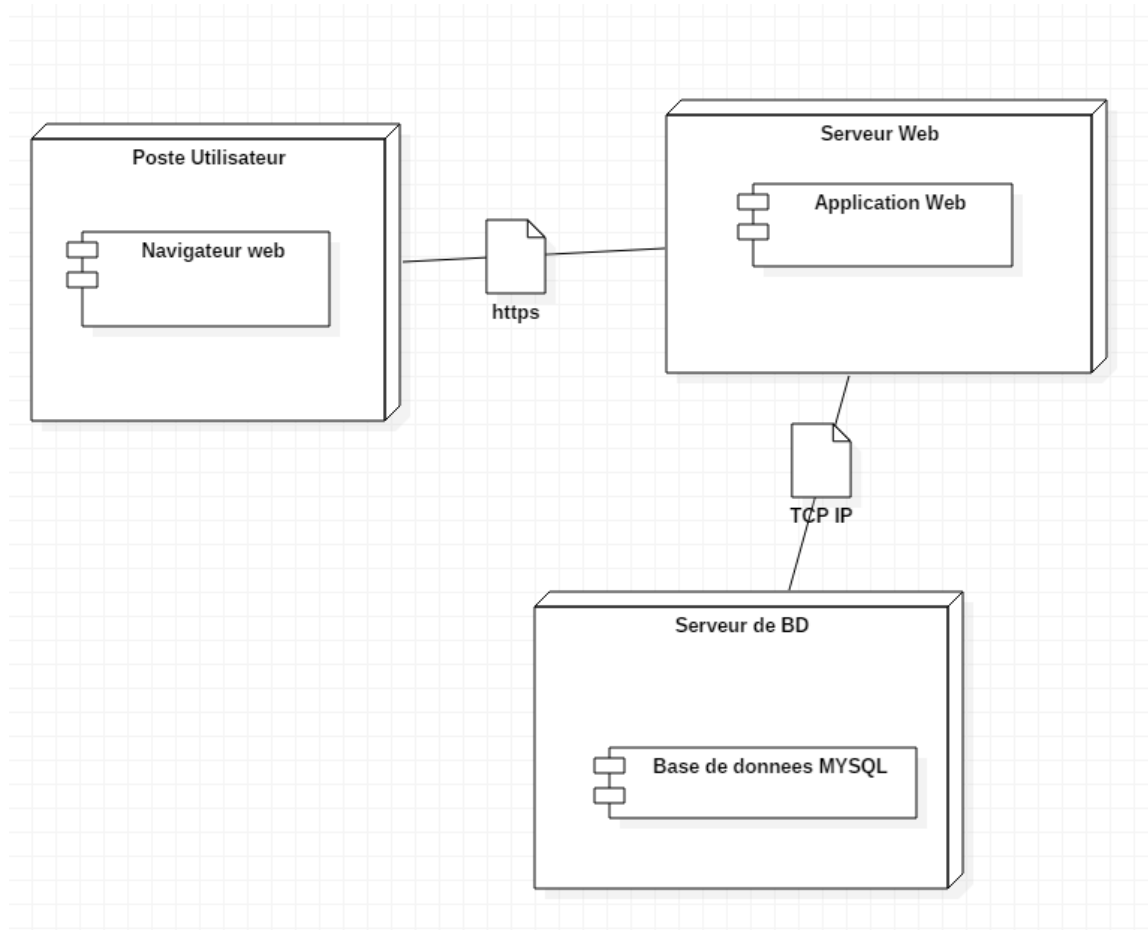 Poste Utilisateur
Navigateur web
https
Serveur Web
Application Web
TCP IP
Serveur de BD
Base de donnees MYSQL